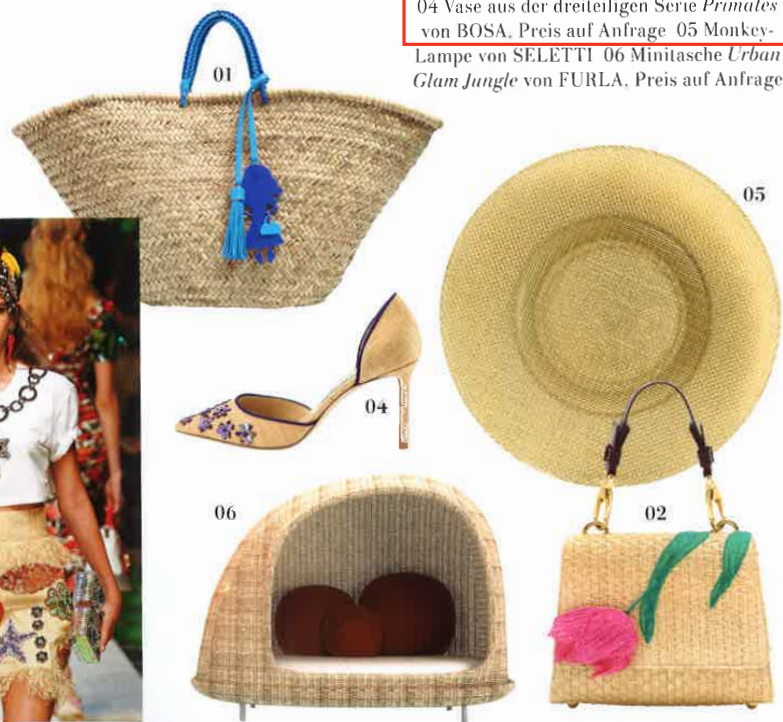 04 Vase aus der dreiteiligen Serie Primates
von BOSA, Preis auf Anfrage 05 Monkey-
Lampe von SELETTI 06 Minitasche Urban
Glam Jungle von FURLA, Preis auf Anfrage
01
05
04
06
02